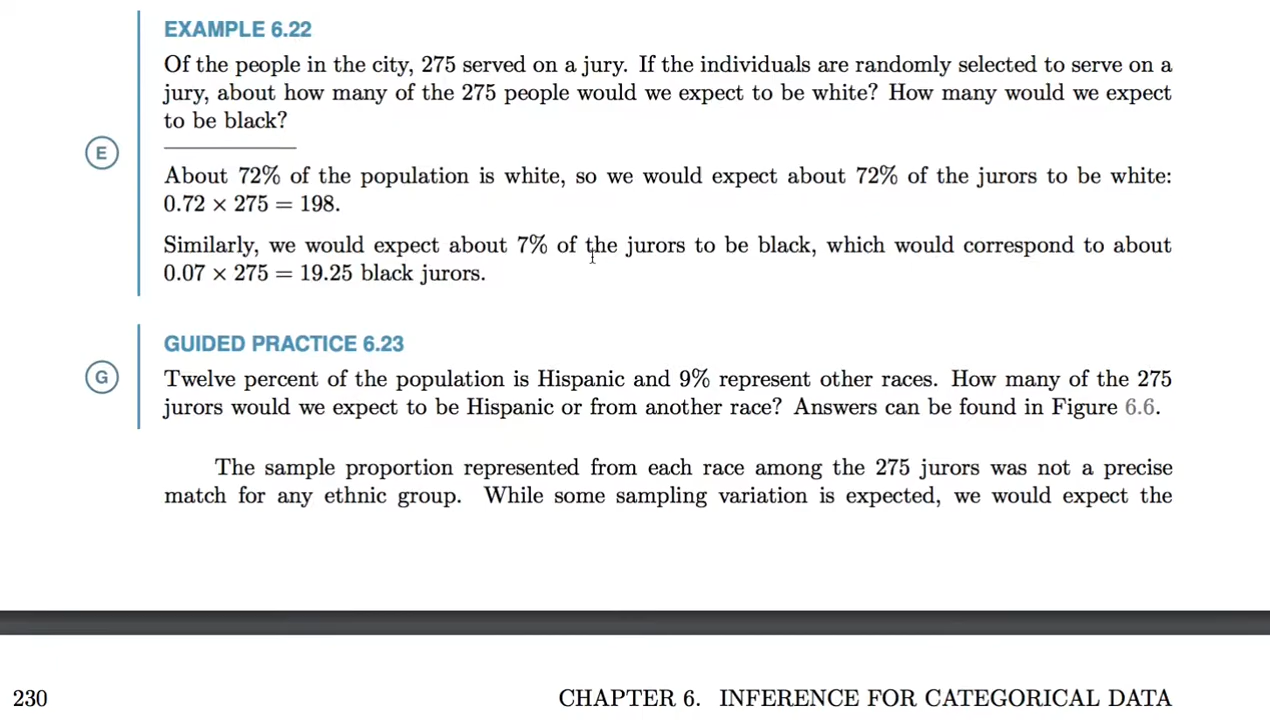 EXAMPLE 6.22
Of the people in the city, 275 served on a jury. If the individuals are randomly selected to serve on a
jury, about how many of the 275 people would we expect to be white? How many would we expect
to be black?
E
About 72% of the population is white, so we would expect about 72% of the jurors to be white:
0.72 × 275 = 198.
Similarly, we would expect about 7% of the jurors to be black, which would correspond to about
0.07 × 275 = 19.25 black jurors.
GUIDED PRACTICE 6.23
G
Twelve percent of the population is Hispanic and 9% represent other races. How many of the 275
jurors would we expect to be Hispanic or from another race? Answers can be found in Figure 6.6.
The sample proportion represented from each race among the 275 jurors was not a precise
match for any ethnic group. While some sampling variation is expected, we would expect the
230 CHAPTER 6. INFERENCE FOR CATEGORICAL DATA